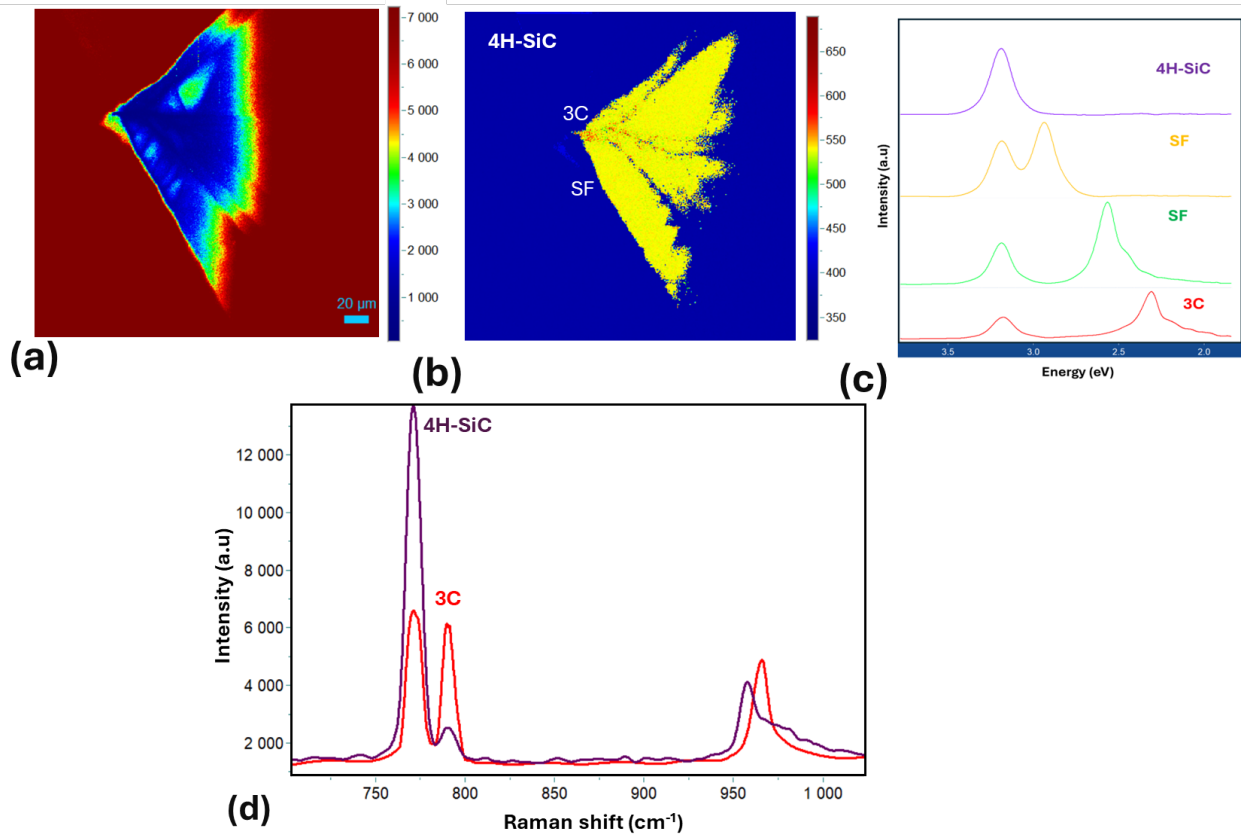 7 000
6 000
5 000
4 000
3 000
2 000
1 000
20 µm
(a)
4H-SiC
3C
SF
650
600
550
500
450
400
350
(b)
Intensity (a.u)
4H-SiC
SF
SF
3C
3.5 3.0 2.5 2.0
Energy (eV)
(c)
Intensity (a.u)
12 000
10 000
8 000
6 000
4 000
2 000
4H-SiC
3C
750 800 850 900 950 1 000
Raman shift (cm⁻¹)
(d)